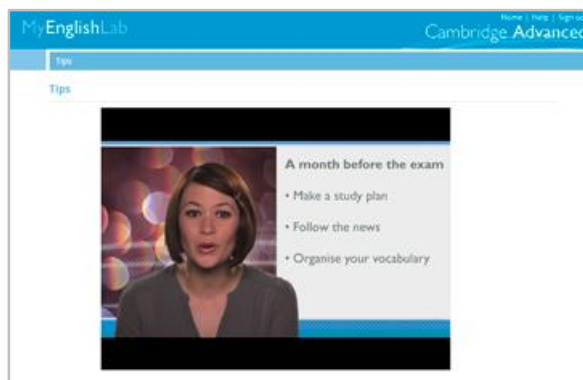 MyEnglishLab
Home | Help | Sign out
Cambridge Advanced
Tips
Tips
A month before the exam
• Make a study plan
• Follow the news
• Organise your vocabulary